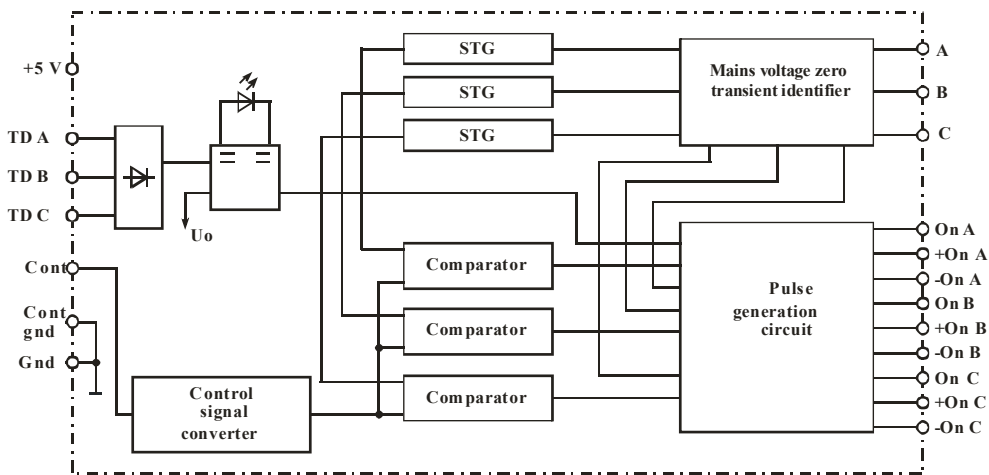 +5 V
TD A
TD B
TD C
Cont
Cont
gnd
Gnd
Uo
Control
signal
converter
STG
STG
STG
Comparator
Comparator
Comparator
Mains voltage zero
transient identifier
Pulse
generation
circuit
A
B
C
On A
+On A
-On A
On B
+On B
-On B
On C
+On C
-On C